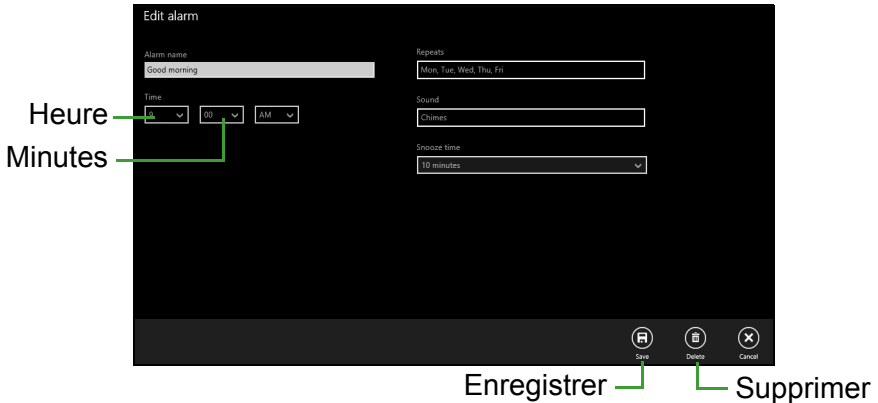 Edit alarm
Alarm name
Good morning
Time
9 00 AM
Repeats
Mon, Tue, Wed, Thu, Fri
Sound
Chimes
Snooze time
10 minutes
Heure
Minutes
Save Delete Cancel
Enregistrer Supprimer